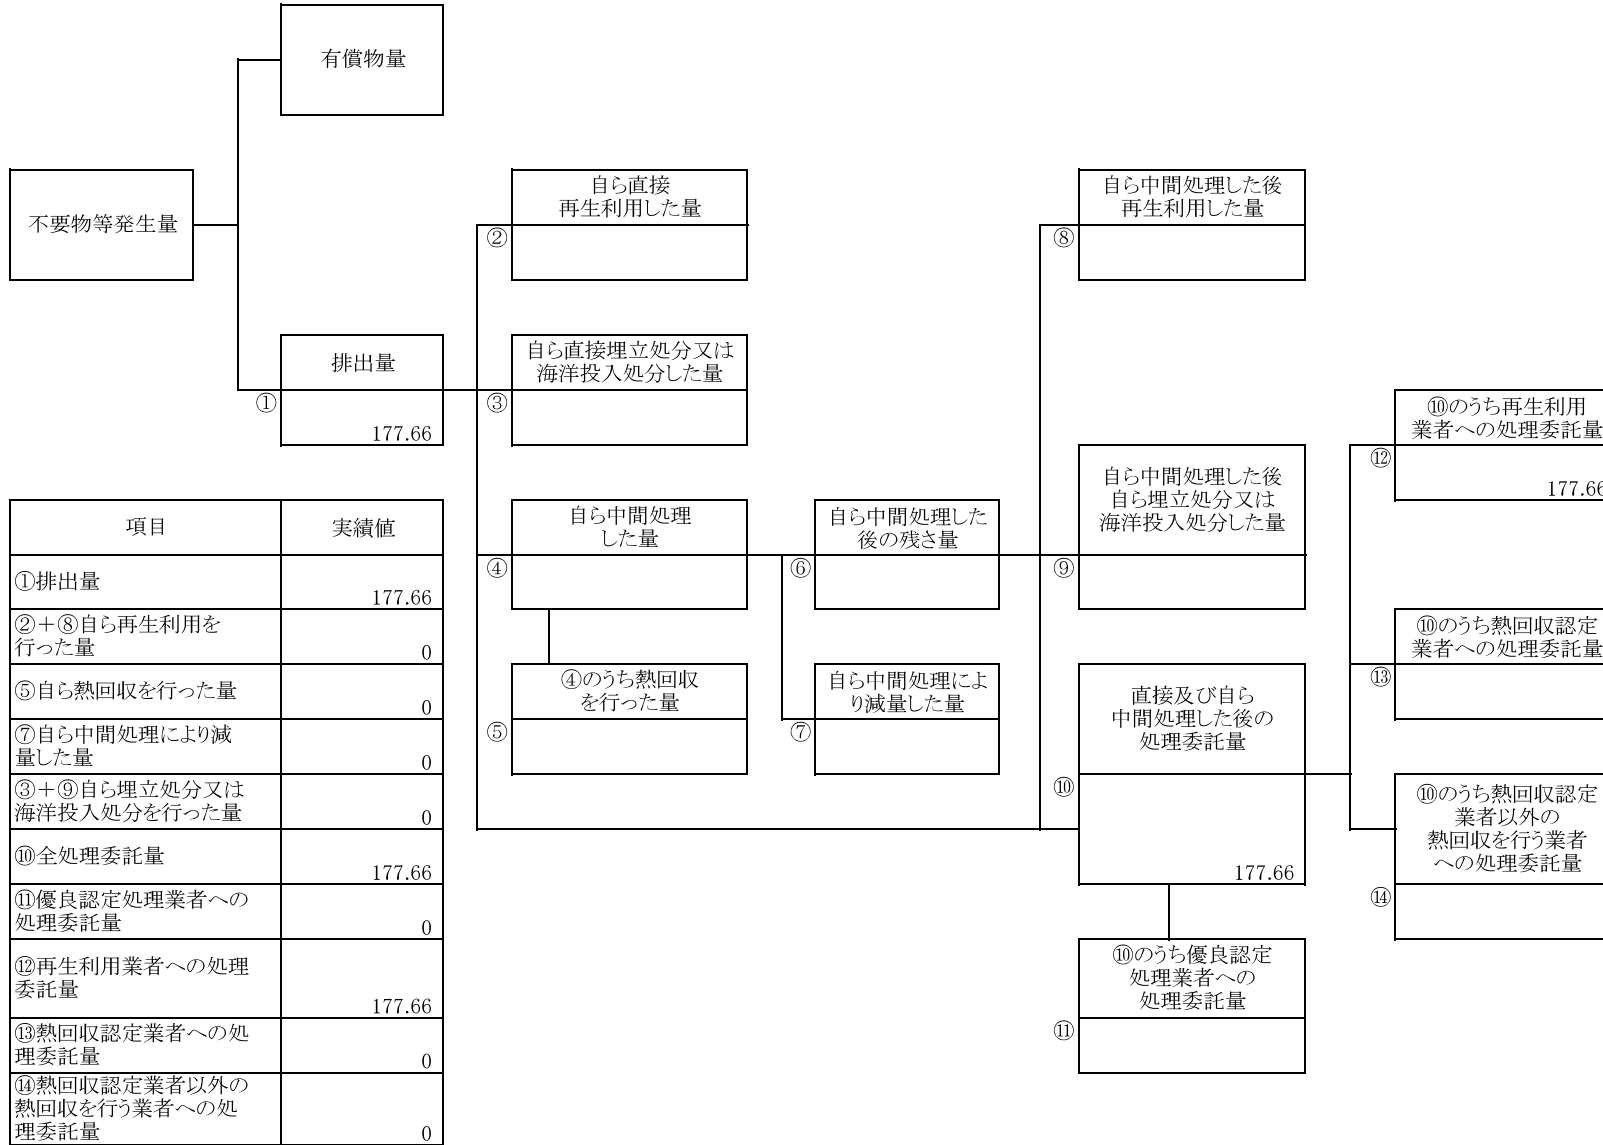 有償物量
不要物等発生量
自ら直接
再生利用した量
②
自ら中間処理した後
再生利用した量
⑧
排出量
①
177.66
自ら直接埋立処分又は
海洋投入処分した量
③
⑩のうち再生利用
業者への処理委託量
⑫
177.66
自ら中間処理
した量
④
自ら中間処理した
後の残さ量
⑥
自ら中間処理した後
自ら埋立処分又は
海洋投入処分した量
⑨
⑩のうち熱回収認定
業者への処理委託量
⑬
④のうち熱回収
を行った量
⑤
自ら中間処理によ
り減量した量
⑦
直接及び自ら
中間処理した後の
処理委託量
⑩
177.66
⑩のうち熱回収認定
業者以外の
熱回収を行う業者
への処理委託量
⑭
⑩のうち優良認定
処理業者への
処理委託量
⑪
項目 実績値
①排出量
177.66
②＋⑧自ら再生利用を
行った量
0
⑤自ら熱回収を行った量
0
⑦自ら中間処理により減
量した量
0
③＋⑨自ら埋立処分又は
海洋投入処分を行った量
0
⑩全処理委託量
177.66
⑪優良認定処理業者への
処理委託量
0
⑫再生利用業者への処理
委託量
177.66
⑬熱回収認定業者への処
理委託量
0
⑭熱回収認定業者以外の
熱回収を行う業者への処
理委託量
0